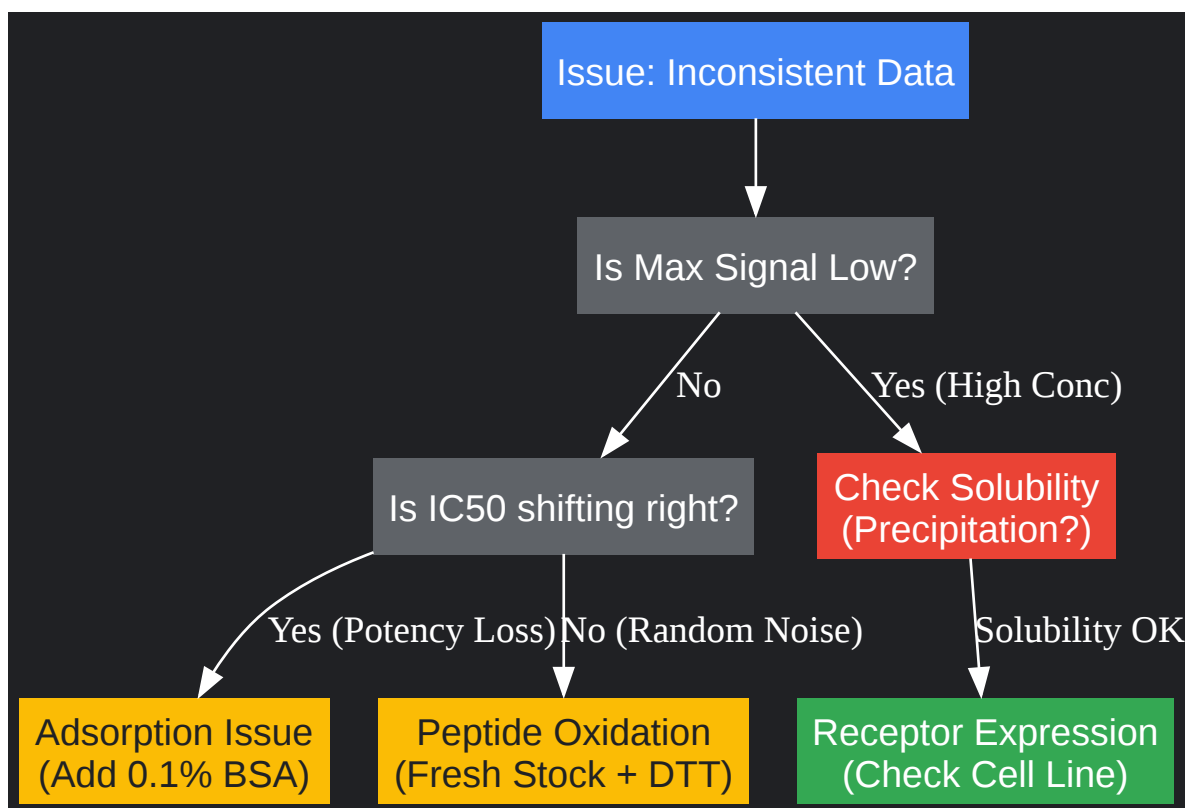 Issue: Inconsistent Data
Is Max Signal Low?
No
Yes (High Conc)
Is IC50 shifting right?
Check Solubility
(Precipitation?)
Yes (Potency Loss)
No (Random Noise)
Solubility OK
Adsorption Issue
(Add 0.1% BSA)
Peptide Oxidation
(Fresh Stock + DTT)
Receptor Expression
(Check Cell Line)